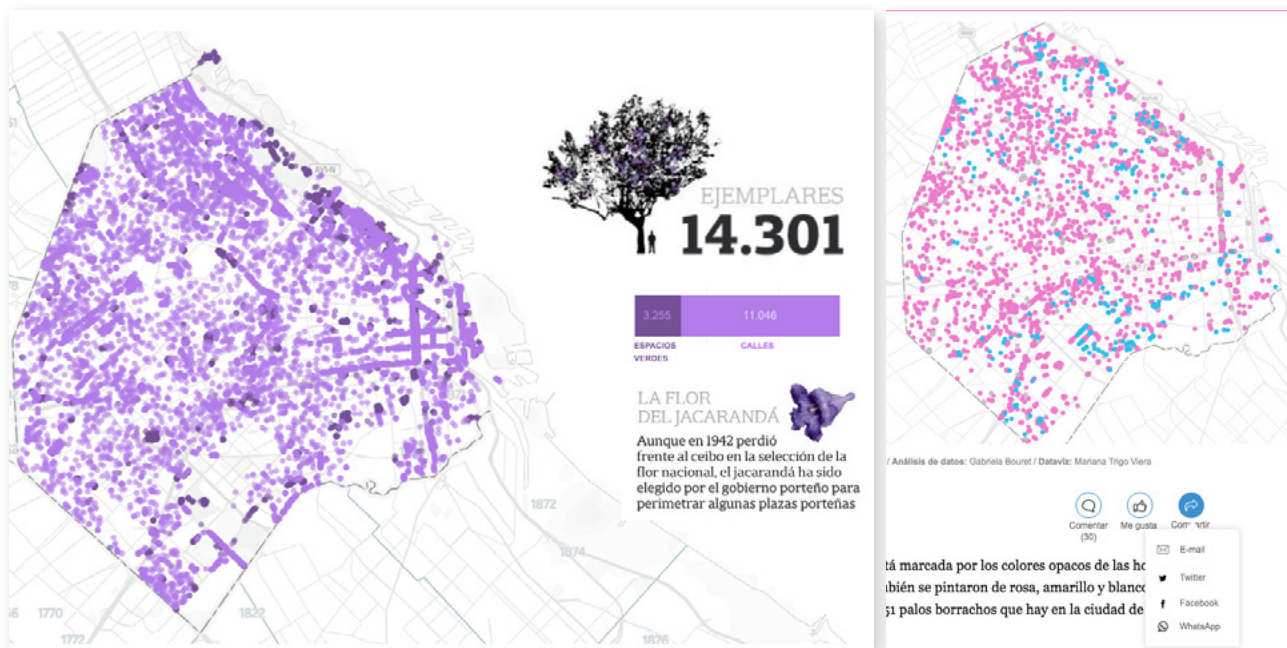 AV1-N
EJEMPLARES
14.301
3.255
11.046
ESPACIOS
VERDES
CALLES
LA FLOR
DEL JACARANDÁ
Aunque en 1942 perdió
frente al ceibo en la selección de la
flor nacional, el jacarandá ha sido
elegido por el gobierno porteño para
perimetrar algunas plazas porteñas
1872
1874
1770
1822
1772
1876
/ Análisis de datos: Gabriela Bouret / Dataviz: Mariana Trigo Viera
Comentar
(30)
Me gusta
Compartir
E-mail
Twitter
Facebook
WhatsApp
tá marcada por los colores opacos de las ho
bién se pintaron de rosa, amarillo y blanco
51 palos borrachos que hay en la ciudad de